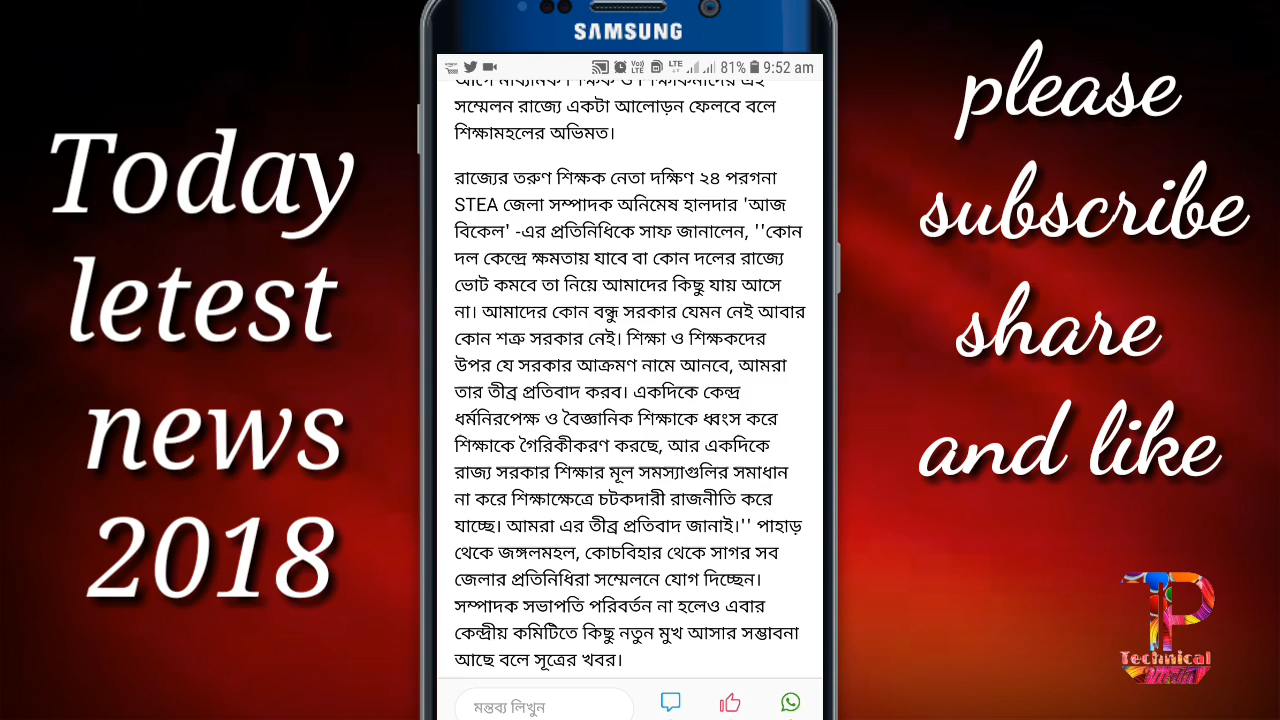 Today
letest
news
2018
SAMSUNG
81% 9:52 am
সম্মেলন রাজ্যে একটা আলোড়ন ফেলবে বলে
শিক্ষামহলের অভিমত।
রাজ্যের তরুণ শিক্ষক নেতা দক্ষিণ ২৪ পরগনা
STEA জেলা সম্পাদক অনিমেষ হালদার 'আজ
বিকেল' -এর প্রতিনিধিকে সাফ জানালেন, ''কোন
দল কেন্দ্রে ক্ষমতায় যাবে বা কোন দলের রাজ্যে
ভোট কমবে তা নিয়ে আমাদের কিছু যায় আসে
না। আমাদের কোন বন্ধু সরকার যেমন নেই আবার
কোন শত্রু সরকার নেই। শিক্ষা ও শিক্ষকদের
উপর যে সরকার আক্রমণ নামে আনবে, আমরা
তার তীব্র প্রতিবাদ করব। একদিকে কেন্দ্র
ধর্মনিরপেক্ষ ও বৈজ্ঞানিক শিক্ষাকে ধ্বংস করে
শিক্ষাকে গৈরিকীকরণ করছে, আর একদিকে
রাজ্য সরকার শিক্ষার মূল সমস্যাগুলির সমাধান
না করে শিক্ষাক্ষেত্রে চটকদারী রাজনীতি করে
যাচ্ছে। আমরা এর তীব্র প্রতিবাদ জানাই।'' পাহাড়
থেকে জঙ্গলমহল, কোচবিহার থেকে সাগর সব
জেলার প্রতিনিধিরা সম্মেলনে যোগ দিচ্ছেন।
সম্পাদক সভাপতি পরিবর্তন না হলেও এবার
কেন্দ্রীয় কমিটিতে কিছু নতুন মুখ আসার সম্ভাবনা
আছে বলে সূত্রের খবর।
মন্তব্য লিখুন
please
subscribe
share
and like
TP
Technical